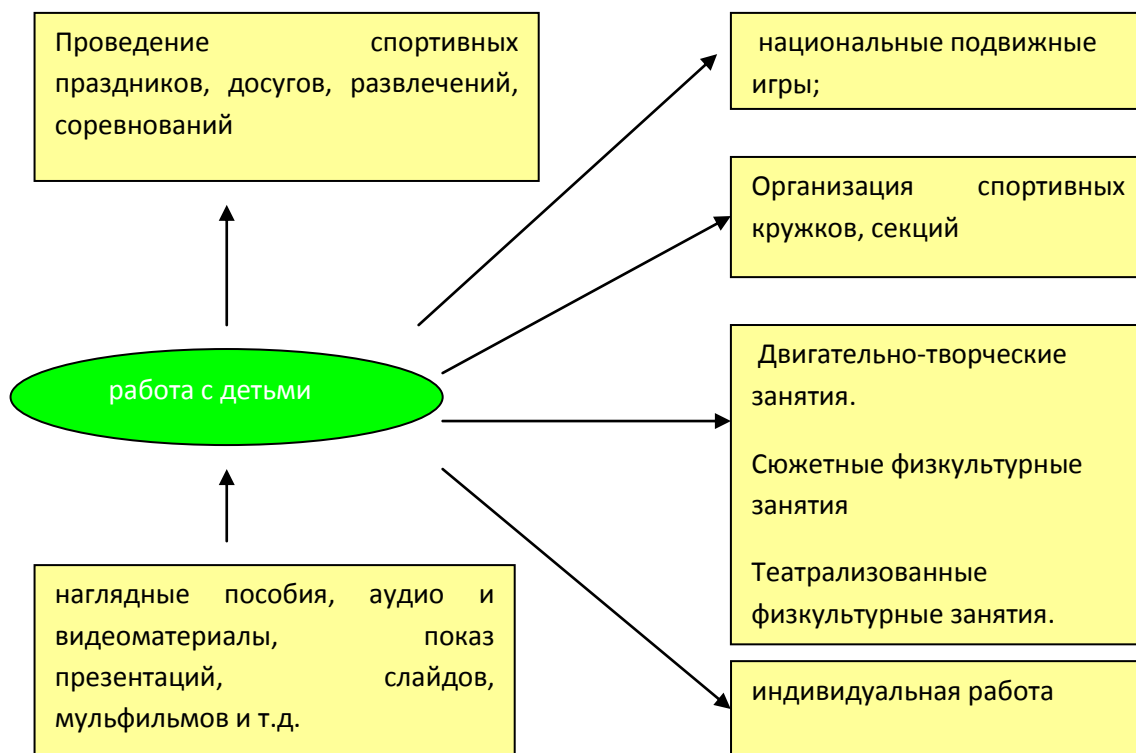 Проведение спортивных
праздников, досугов, развлечений,
соревнований
национальные подвижные
игры;
Организация спортивных
кружков, секций
работа с детьми
Двигательно-творческие
занятия.
Сюжетные физкультурные
занятия
Театрализованные
физкультурные занятия.
наглядные пособия, аудио и
видеоматериалы, показ
презентаций, слайдов,
мульфильмов и т.д.
индивидуальная работа